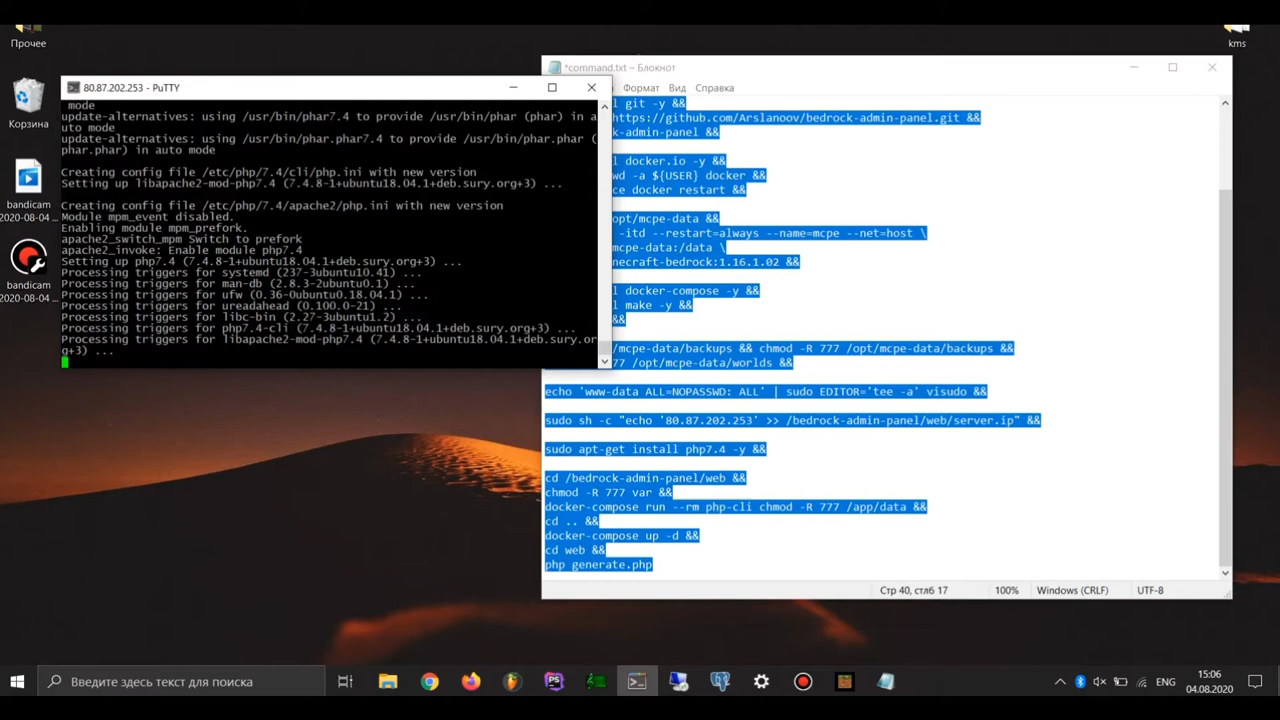 Прочее
kms
Корзина
bandicam
2020-08-04 ...
bandicam
2020-08-04 ...
80.87.202.253 - PuTTY
mode
update-alternatives: using /usr/bin/phar7.4 to provide /usr/bin/phar (phar) in a
uto mode
update-alternatives: using /usr/bin/phar.phar7.4 to provide /usr/bin/phar.phar (
phar.phar) in auto mode
Creating config file /etc/php/7.4/cli/php.ini with new version
Setting up libapache2-mod-php7.4 (7.4.8-1+ubuntu18.04.1+deb.sury.org+3) ...
Creating config file /etc/php/7.4/apache2/php.ini with new version
Module mpm_event disabled.
Enabling module mpm_prefork.
apache2_switch_mpm Switch to prefork
apache2_invoke: Enable module php7.4
Setting up php7.4 (7.4.8-1+ubuntu18.04.1+deb.sury.org+3) ...
Processing triggers for systemd (237-3ubuntu10.41) ...
Processing triggers for man-db (2.8.3-2ubuntu0.1) ...
Processing triggers for ufw (0.36-0ubuntu0.18.04.1) ...
Processing triggers for ureadahead (0.100.0-21) ...
Processing triggers for libc-bin (2.27-3ubuntu1.2) ...
Processing triggers for php7.4-cli (7.4.8-1+ubuntu18.04.1+deb.sury.org+3) ...
Processing triggers for libapache2-mod-php7.4 (7.4.8-1+ubuntu18.04.1+deb.sury.or
g+3) ...
*command.txt – Блокнот
Формат Вид Справка
l git -y &&
https://github.com/Arslanoov/bedrock-admin-panel.git &&
k-admin-panel &&
l docker.io -y &&
wd -a ${USER} docker &&
ce docker restart &&
opt/mcpe-data &&
-itd --restart=always --name=mcpe --net=host \
mcpe-data:/data \
necraft-bedrock:1.16.1.02 &&
l docker-compose -y &&
l make -y &&
&&
/mcpe-data/backups && chmod -R 777 /opt/mcpe-data/backups &&
77 /opt/mcpe-data/worlds &&
echo 'www-data ALL=NOPASSWD: ALL' | sudo EDITOR='tee -a' visudo &&
sudo sh -c "echo '80.87.202.253' >> /bedrock-admin-panel/web/server.ip" &&
sudo apt-get install php7.4 -y &&
cd /bedrock-admin-panel/web &&
chmod -R 777 var &&
docker-compose run --rm php-cli chmod -R 777 /app/data &&
cd .. &&
docker-compose up -d &&
cd web &&
php generate.php
Стр 40, стлб 17 100% Windows (CRLF) UTF-8
Введите здесь текст для поиска
ENG
15:06
04.08.2020